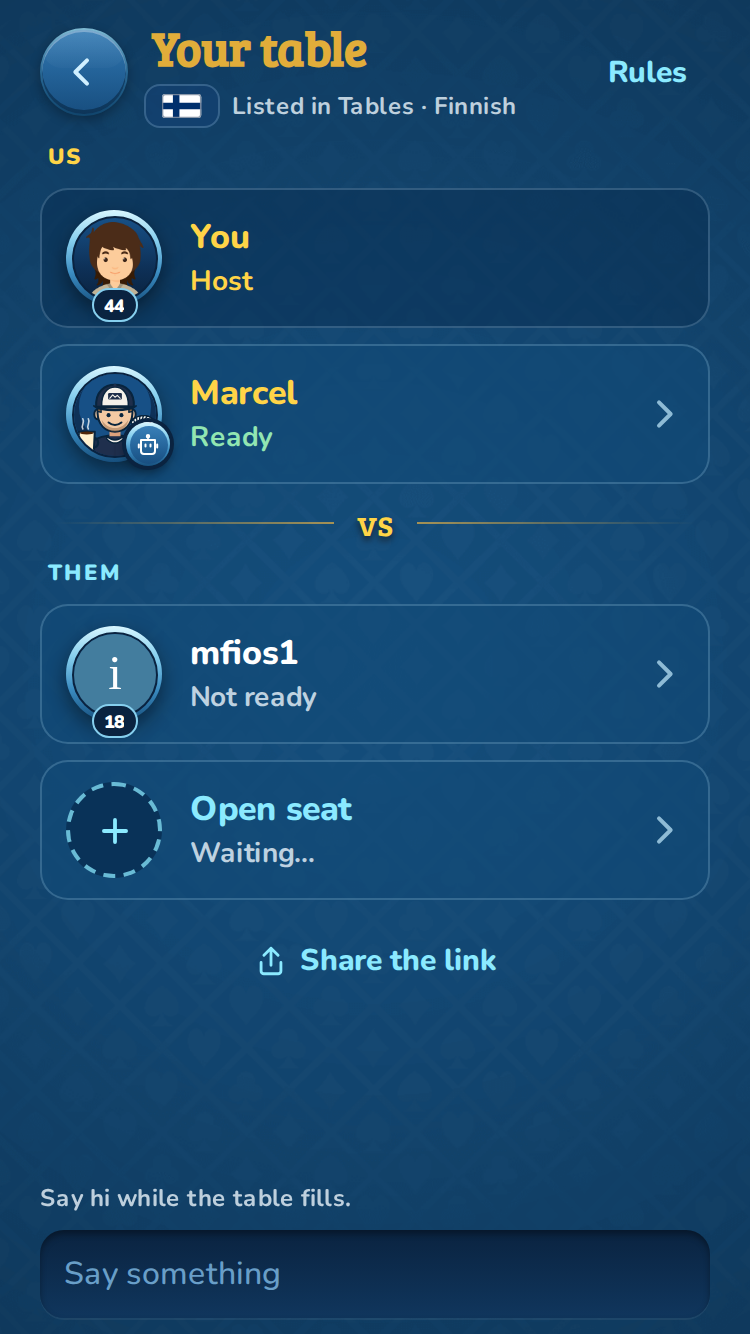 Your table
Rules
Listed in Tables · Finnish
US
You
Host
44
Marcel
Ready
VS
THEM
i
mfios1
Not ready
18
Open seat
Waiting...
Share the link
Say hi while the table fills.
Say something